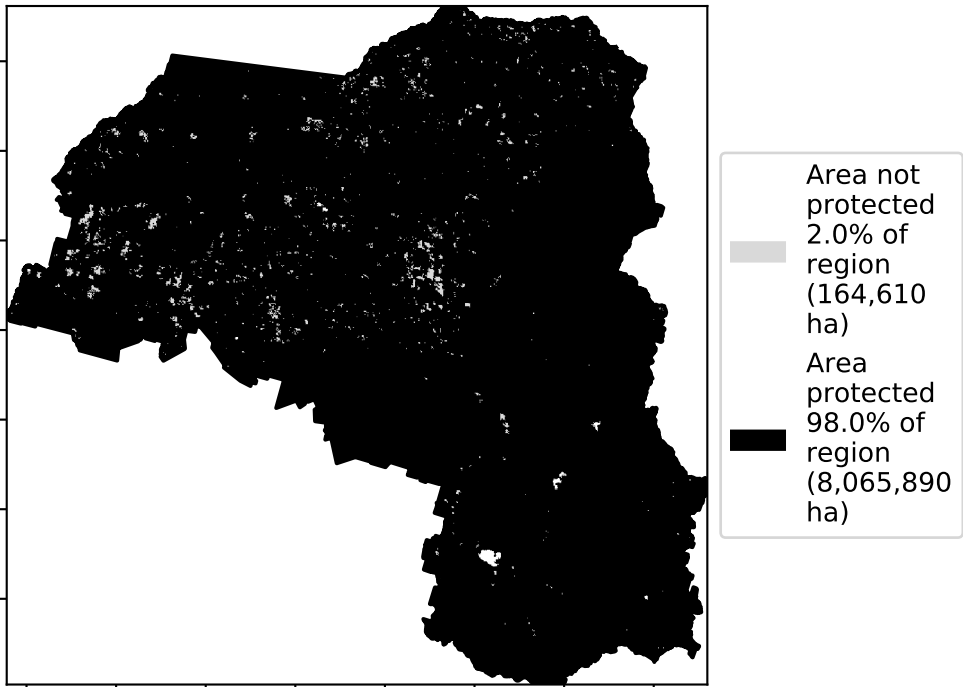 Area not
protected
2.0% of
region
(164,610
ha)
Area
protected
98.0% of
region
(8,065,890
ha)